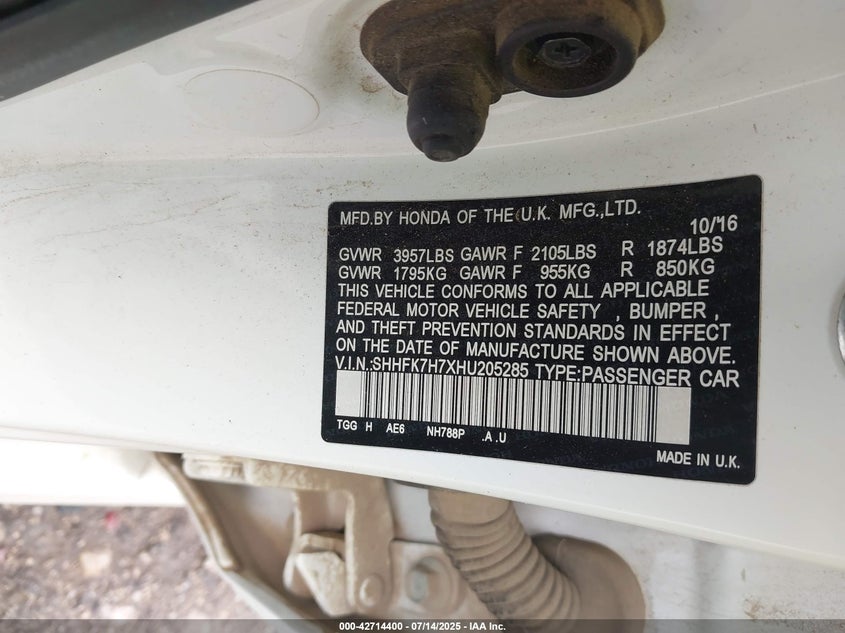 MFD.BY HONDA OF THE U.K. MFG.,LTD.
10/16
GVWR 3957LBS GAWR F 2105LBS R 1874LBS
GVWR 1795KG GAWR F 955KG R 850KG
THIS VEHICLE CONFORMS TO ALL APPLICABLE
FEDERAL MOTOR VEHICLE SAFETY , BUMPER ,
AND THEFT PREVENTION STANDARDS IN EFFECT
ON THE DATE OF MANUFACTURE SHOWN ABOVE.
V.I.N.:SHHFK7H7XHU205285 TYPE:PASSENGER CAR
TGG H AE6 NH788P .A .U
MADE IN U.K.
000-42714400 - 07/14/2025 - IAA Inc.